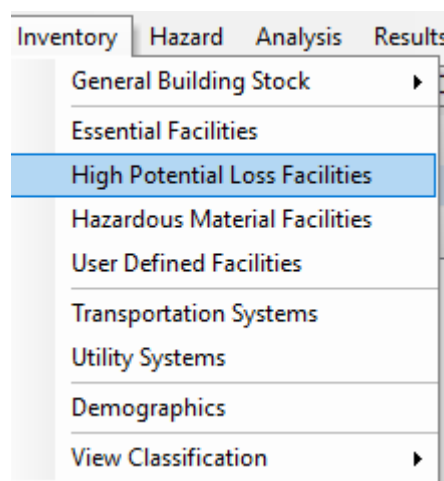 Inventory Hazard Analysis Results
General Building Stock
Essential Facilities
High Potential Loss Facilities
Hazardous Material Facilities
User Defined Facilities
Transportation Systems
Utility Systems
Demographics
View Classification